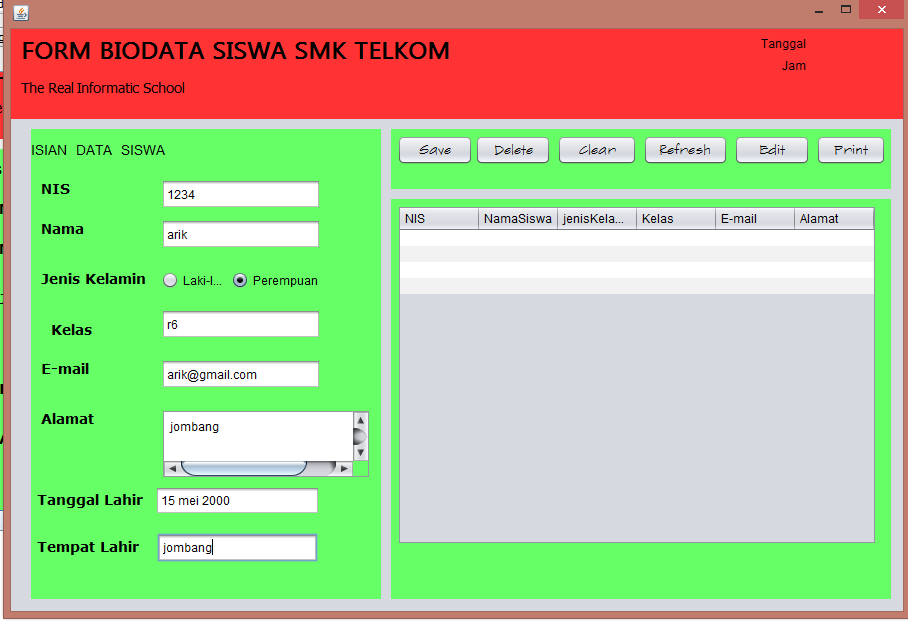 FORM BIODATA SISWA SMK TELKOM
The Real Informatic School
Tanggal
Jam
ISIAN DATA SISWA
NIS 1234
Nama arik
Jenis Kelamin Laki-l... Perempuan
Kelas r6
E-mail arik@gmail.com
Alamat jombang
Tanggal Lahir 15 mei 2000
Tempat Lahir jombang
Save Delete Clear Refresh Edit Print
NIS NamaSiswa jenisKela... Kelas E-mail Alamat